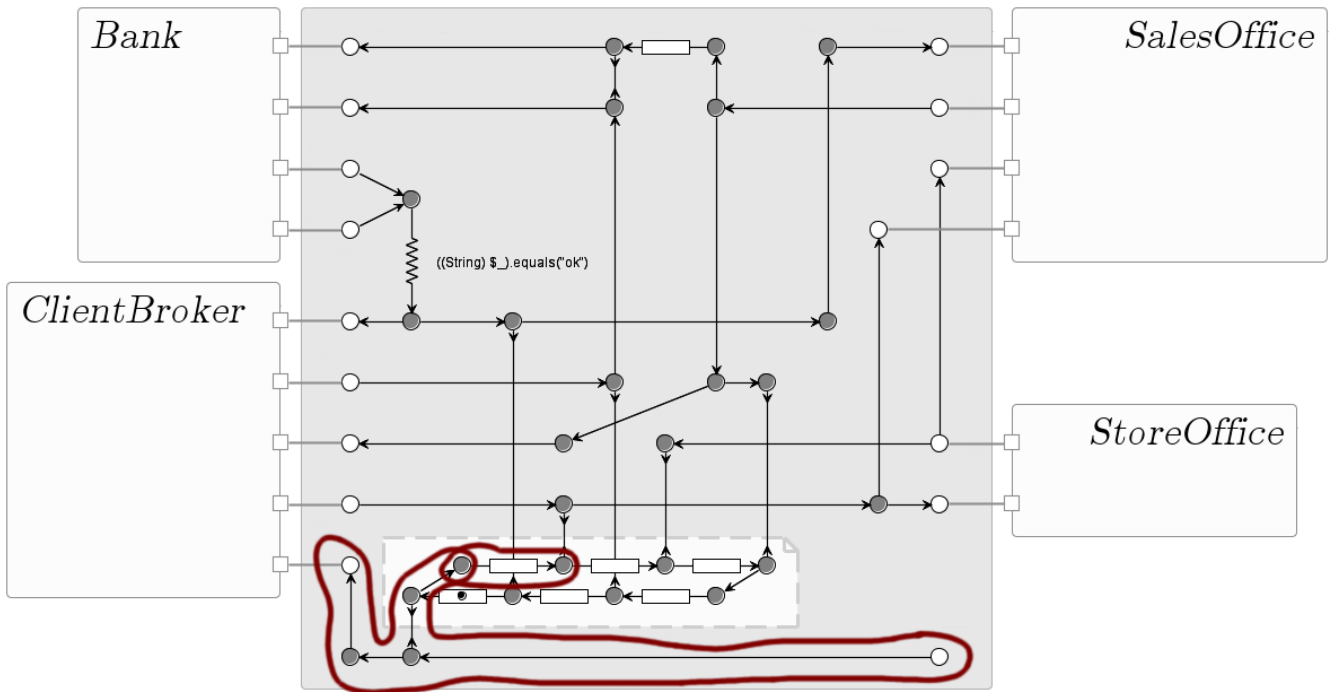 Bank
SalesOffice
((String) $_).equals("ok")
ClientBroker
StoreOffice